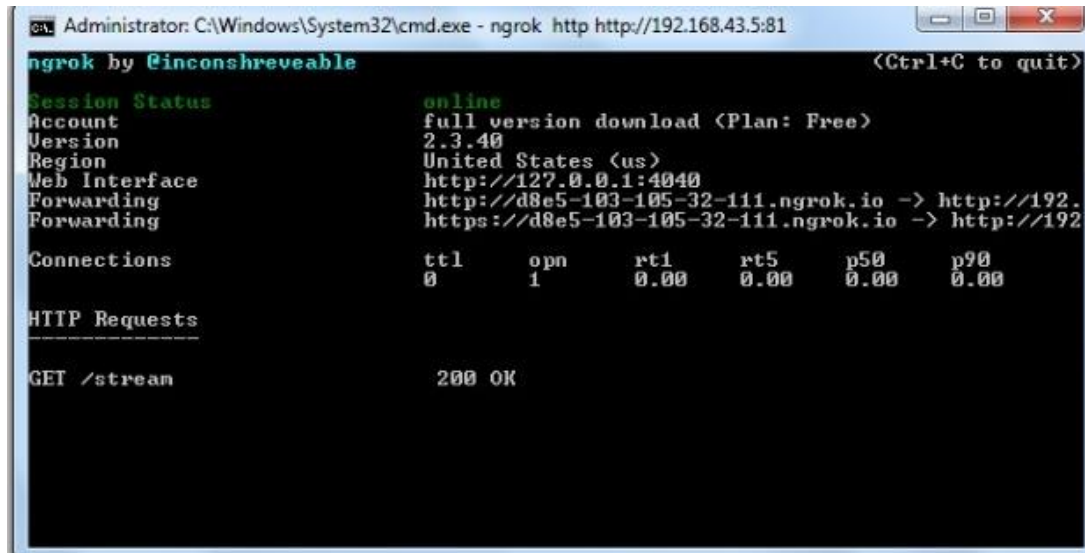 Administrator: C:\Windows\System32\cmd.exe - ngrok http http://192.168.43.5:81
ngrok by @inconshreveable (Ctrl+C to quit)
Session Status online
Account full version download (Plan: Free)
Version 2.3.40
Region United States (us)
Web Interface http://127.0.0.1:4040
Forwarding http://d8e5-103-105-32-111.ngrok.io -> http://192.
Forwarding https://d8e5-103-105-32-111.ngrok.io -> http://192
Connections ttl opn rt1 rt5 p50 p90
0 1 0.00 0.00 0.00 0.00
HTTP Requests
-------------
GET /stream 200 OK